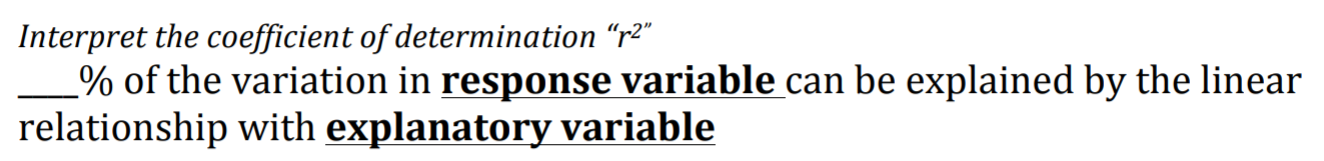 Interpret the coefficient of determination “r²”
____% of the variation in response variable can be explained by the linear
relationship with explanatory variable